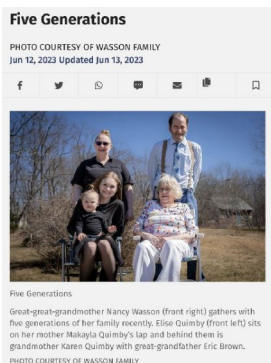 Five Generations
PHOTO COURTESY OF WASSON FAMILY
Jun 12, 2023 Updated Jun 13, 2023
Five Generations
Great-great-grandmother Nancy Wasson (front right) gathers with
five generations of her family recently. Elise Quimby (front left) sits
on her mother Makayla Quimby's lap and behind them is
grandmother Karen Quimby with great-grandfather Eric Brown.
PHOTO COURTESY OF WASSON FAMILY